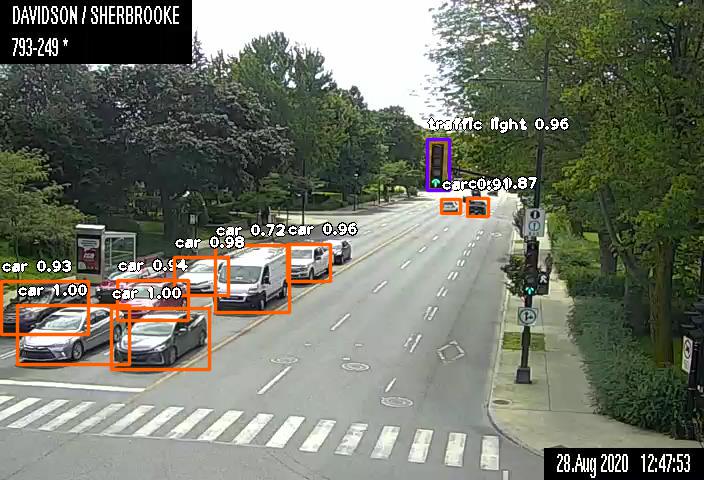 DAVIDSON / SHERBROOKE
793-249 *
traffic light 0.96
car 0.91
0.87
car 0.72
car 0.96
car 0.98
car 0.93
car 0.94
car 1.00
car 1.00
28.Aug 2020 12:47:53